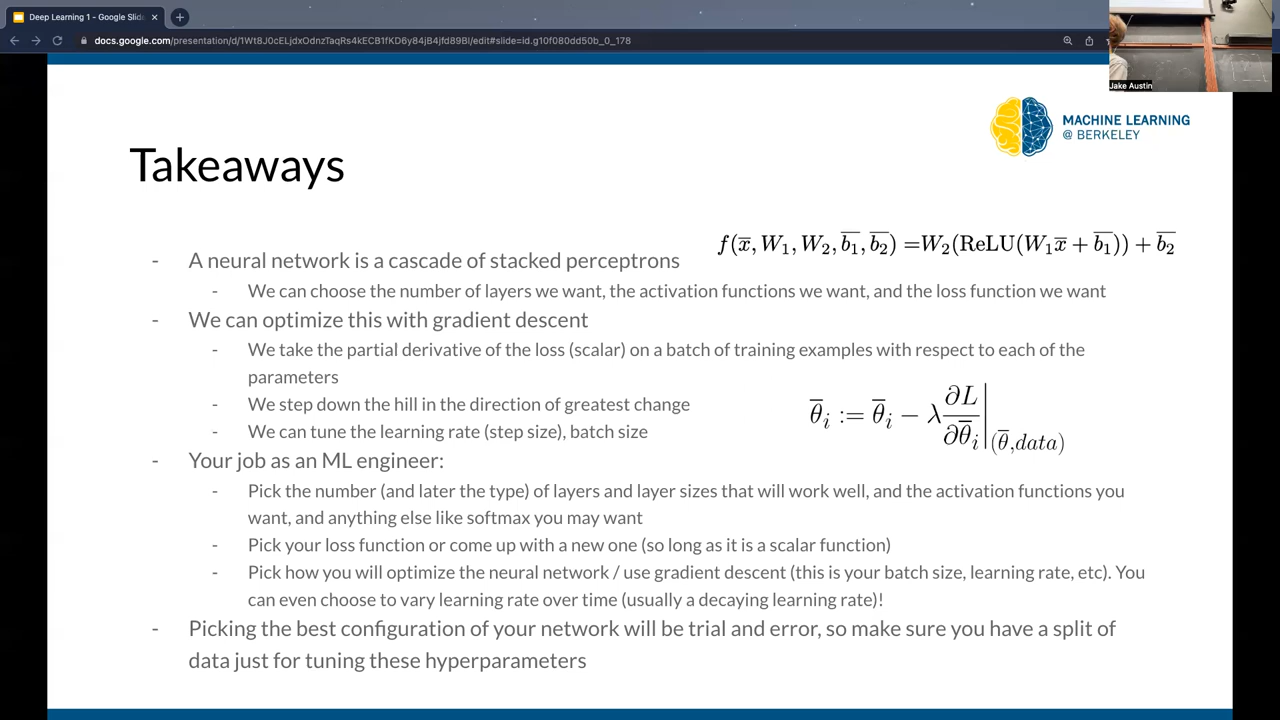 Deep Learning 1 - Google Slide
docs.google.com/presentation/d/1Wt8J0cELjdxOdnzTaqRs4kECB1fKD6y84jB4jfd89BI/edit#slide=id.g10f080dd50b_0_178
Jake Austin
MACHINE LEARNING
@ BERKELEY
Takeaways
f(x̅, W₁, W₂, b̅₁, b̅₂) =W₂(ReLU(W₁x̅ + b̅₁)) + b̅₂
- A neural network is a cascade of stacked perceptrons
- We can choose the number of layers we want, the activation functions we want, and the loss function we want
- We can optimize this with gradient descent
- We take the partial derivative of the loss (scalar) on a batch of training examples with respect to each of the
parameters
- We step down the hill in the direction of greatest change
θ̅ᵢ := θ̅ᵢ − λ ∂L/∂θ̅ᵢ |(θ̅,data)
- We can tune the learning rate (step size), batch size
- Your job as an ML engineer:
- Pick the number (and later the type) of layers and layer sizes that will work well, and the activation functions you
want, and anything else like softmax you may want
- Pick your loss function or come up with a new one (so long as it is a scalar function)
- Pick how you will optimize the neural network / use gradient descent (this is your batch size, learning rate, etc). You
can even choose to vary learning rate over time (usually a decaying learning rate)!
- Picking the best configuration of your network will be trial and error, so make sure you have a split of
data just for tuning these hyperparameters